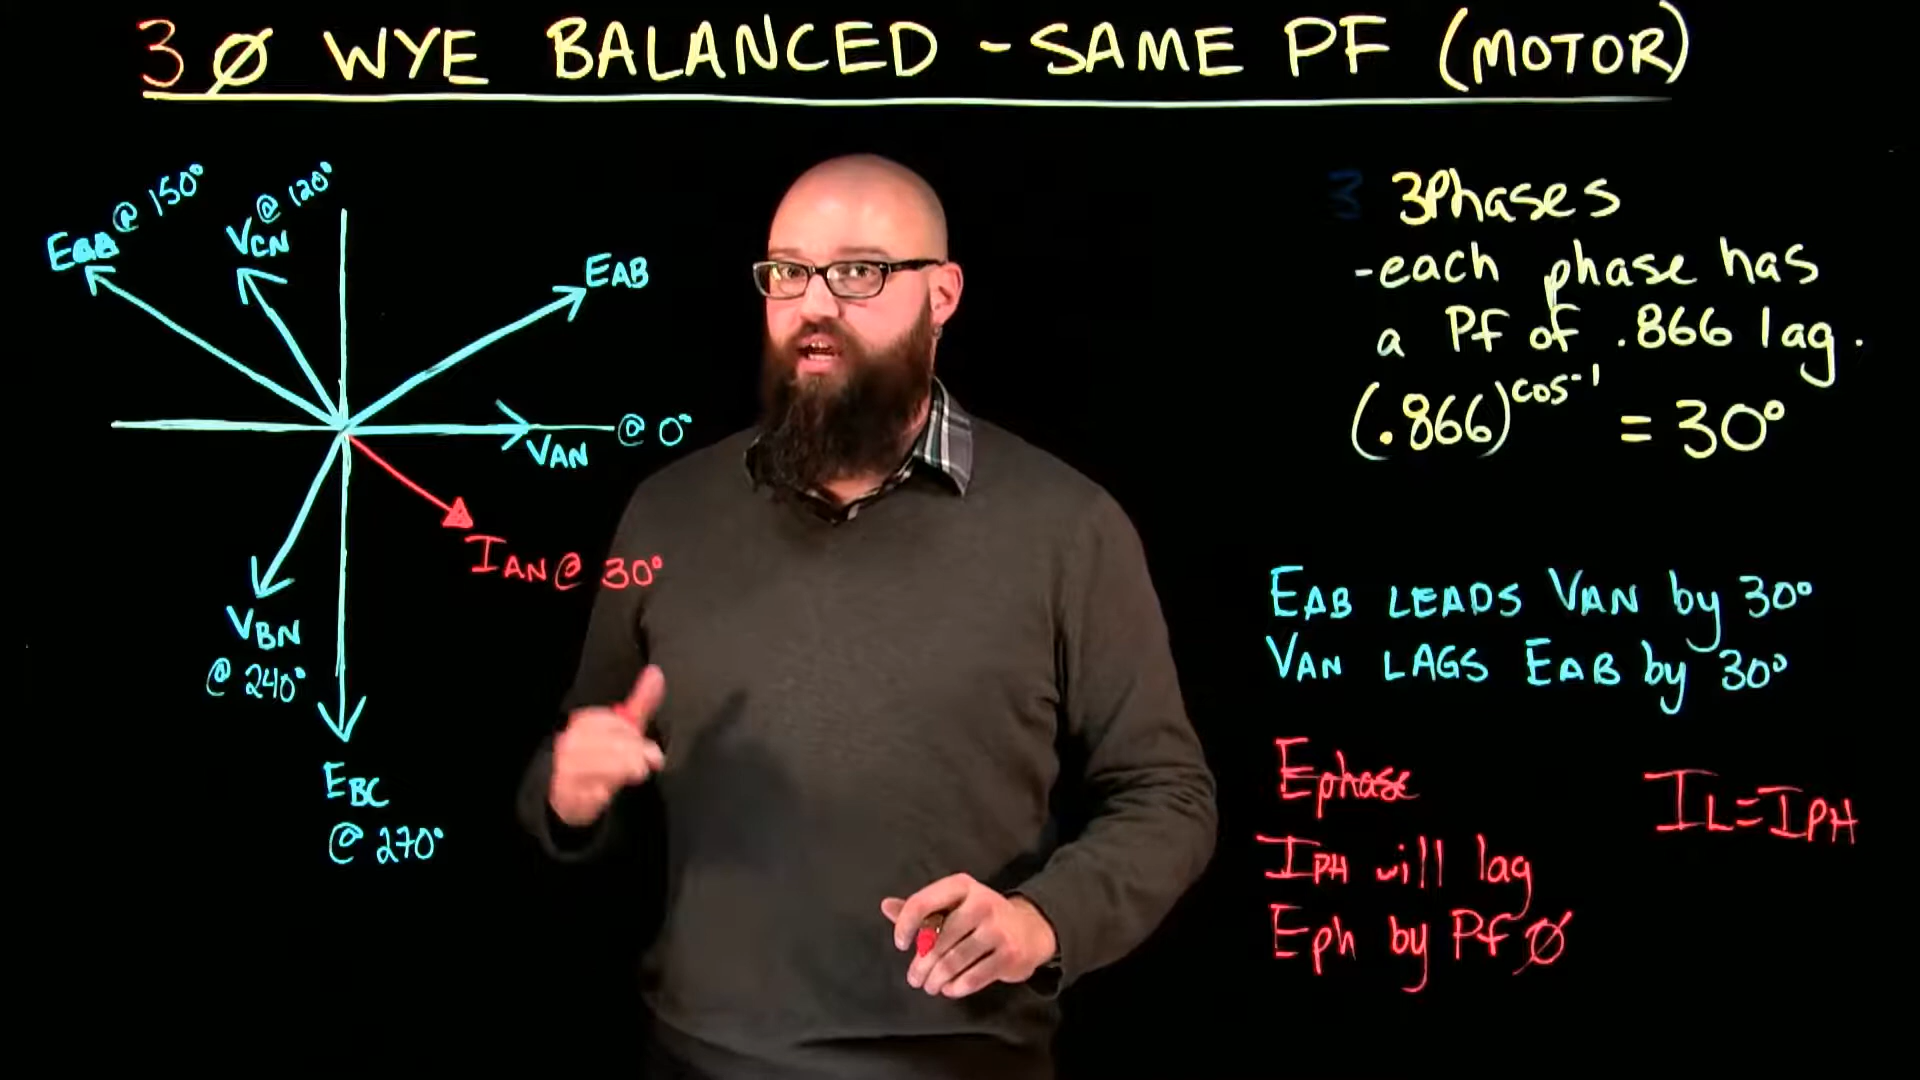 3 Ø WYE BALANCED - SAME PF (MOTOR)
@ 150°
VCN @ 120°
EAB
VAN @ 0°
IAN @ 30°
VBN
@ 240°
EBC
@ 270°
3 3Phases
- each phase has
a Pf of .866 lag.
(.866)cos-1 = 30°
EAB LEADS VAN by 30°
VAN LAGS EAB by 30°
Ephase
IL=IPH
IPH will lag
Eph by Pf Ø